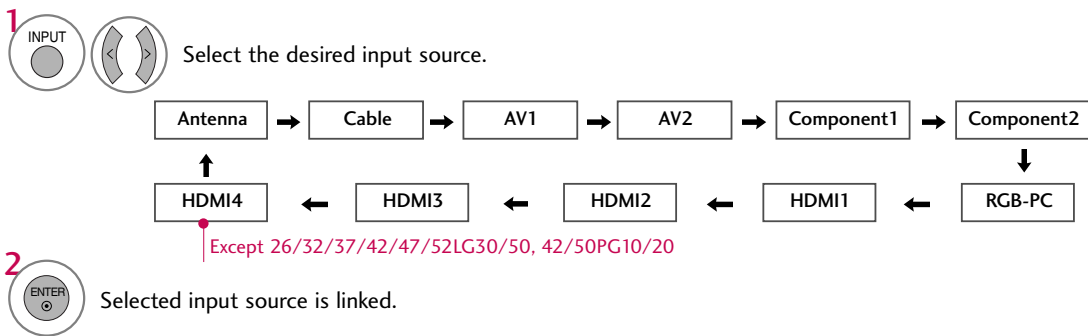 1
INPUT
Select the desired input source.
Antenna Cable AV1 AV2 Component1 Component2
HDMI4 HDMI3 HDMI2 HDMI1 RGB-PC
Except 26/32/37/42/47/52LG30/50, 42/50PG10/20
2
ENTER
Selected input source is linked.